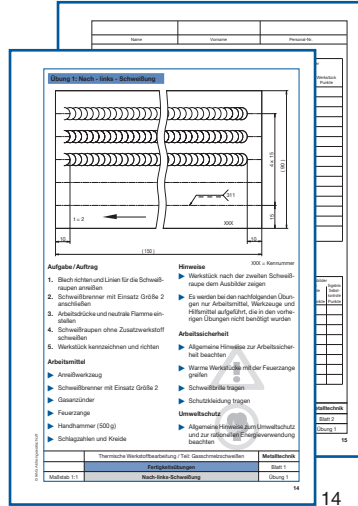 Name Vorname Personal-Nr.
Werkstück
Punkte
Übung 1: Nach - links - Schweißung
4 x 15
( 90 )
311
15
t = 2
XXX
10
10
( 150 )
XXX = Kennummer
Aufgabe/Auftrag
1. Blech richten und Linien für die Schweiß-
raupen anreißen
2. Schweißbrenner mit Einsatz Größe 2
anschließen
3. Arbeitsdrücke und neutrale Flamme ein-
stellen
4. Schweißraupen ohne Zusatzwerkstoff
schweißen
5. Werkstück kennzeichnen und richten
Arbeitsmittel
Anreißwerkzeug
Schweißbrenner mit Einsatz Größe 2
Gasanzünder
Feuerzange
Handhammer (500 g)
Schlagzahlen und Kreide
Hinweise
Werkstück nach der zweiten Schweiß-
raupe dem Ausbilder zeigen
Es werden bei den nachfolgenden Übun-
gen nur Arbeitsmittel, Werkzeuge und
Hilfsmittel aufgeführt, die in den vorhe-
rigen Übungen nicht benötigt wurden
Arbeitssicherheit
Allgemeine Hinweise zur Arbeitssicher-
heit beachten
Warme Werkstücke mit der Feuerzange
greifen
Schweißbrille tragen
Schutzkleidung tragen
Umweltschutz
Allgemeine Hinweise zum Umweltschutz
und zur rationellen Energieverwendung
beachten
Thermische Werkstoffbearbeitung / Teil: Gasschmelzschweißen Metalltechnik
Fertigkeitsübungen Blatt 1
Maßstab 1:1 Nach-links-Schweißung Übung 1
14
Ergebnis
Punkte
Metalltechnik
Blatt 2
Übung 1
15
14